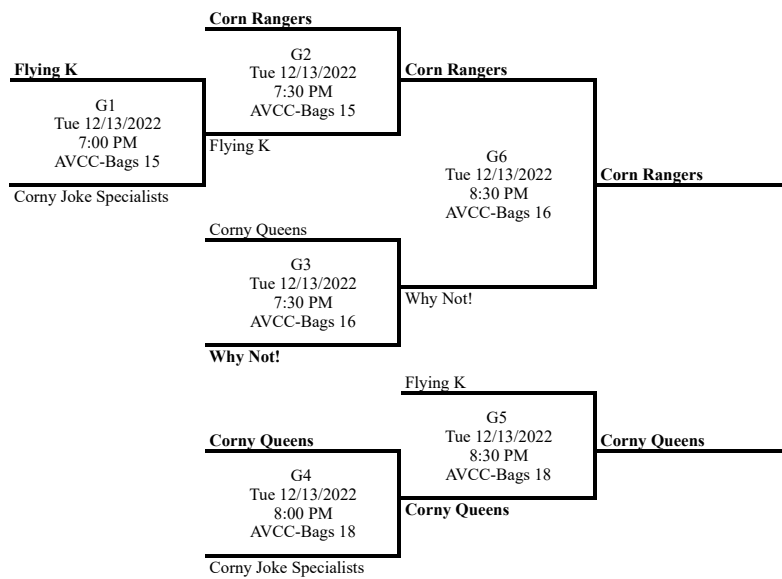 Corn Rangers
G2
Tue 12/13/2022
7:30 PM
AVCC-Bags 15
Flying K
Corn Rangers
Flying K
G1
Tue 12/13/2022
7:00 PM
AVCC-Bags 15
Corny Joke Specialists
G6
Tue 12/13/2022
8:30 PM
AVCC-Bags 16
Corn Rangers
Corny Queens
G3
Tue 12/13/2022
7:30 PM
AVCC-Bags 16
Why Not!
Why Not!
Flying K
G5
Tue 12/13/2022
8:30 PM
AVCC-Bags 18
Corny Queens
Corny Queens
G4
Tue 12/13/2022
8:00 PM
AVCC-Bags 18
Corny Queens
Corny Joke Specialists